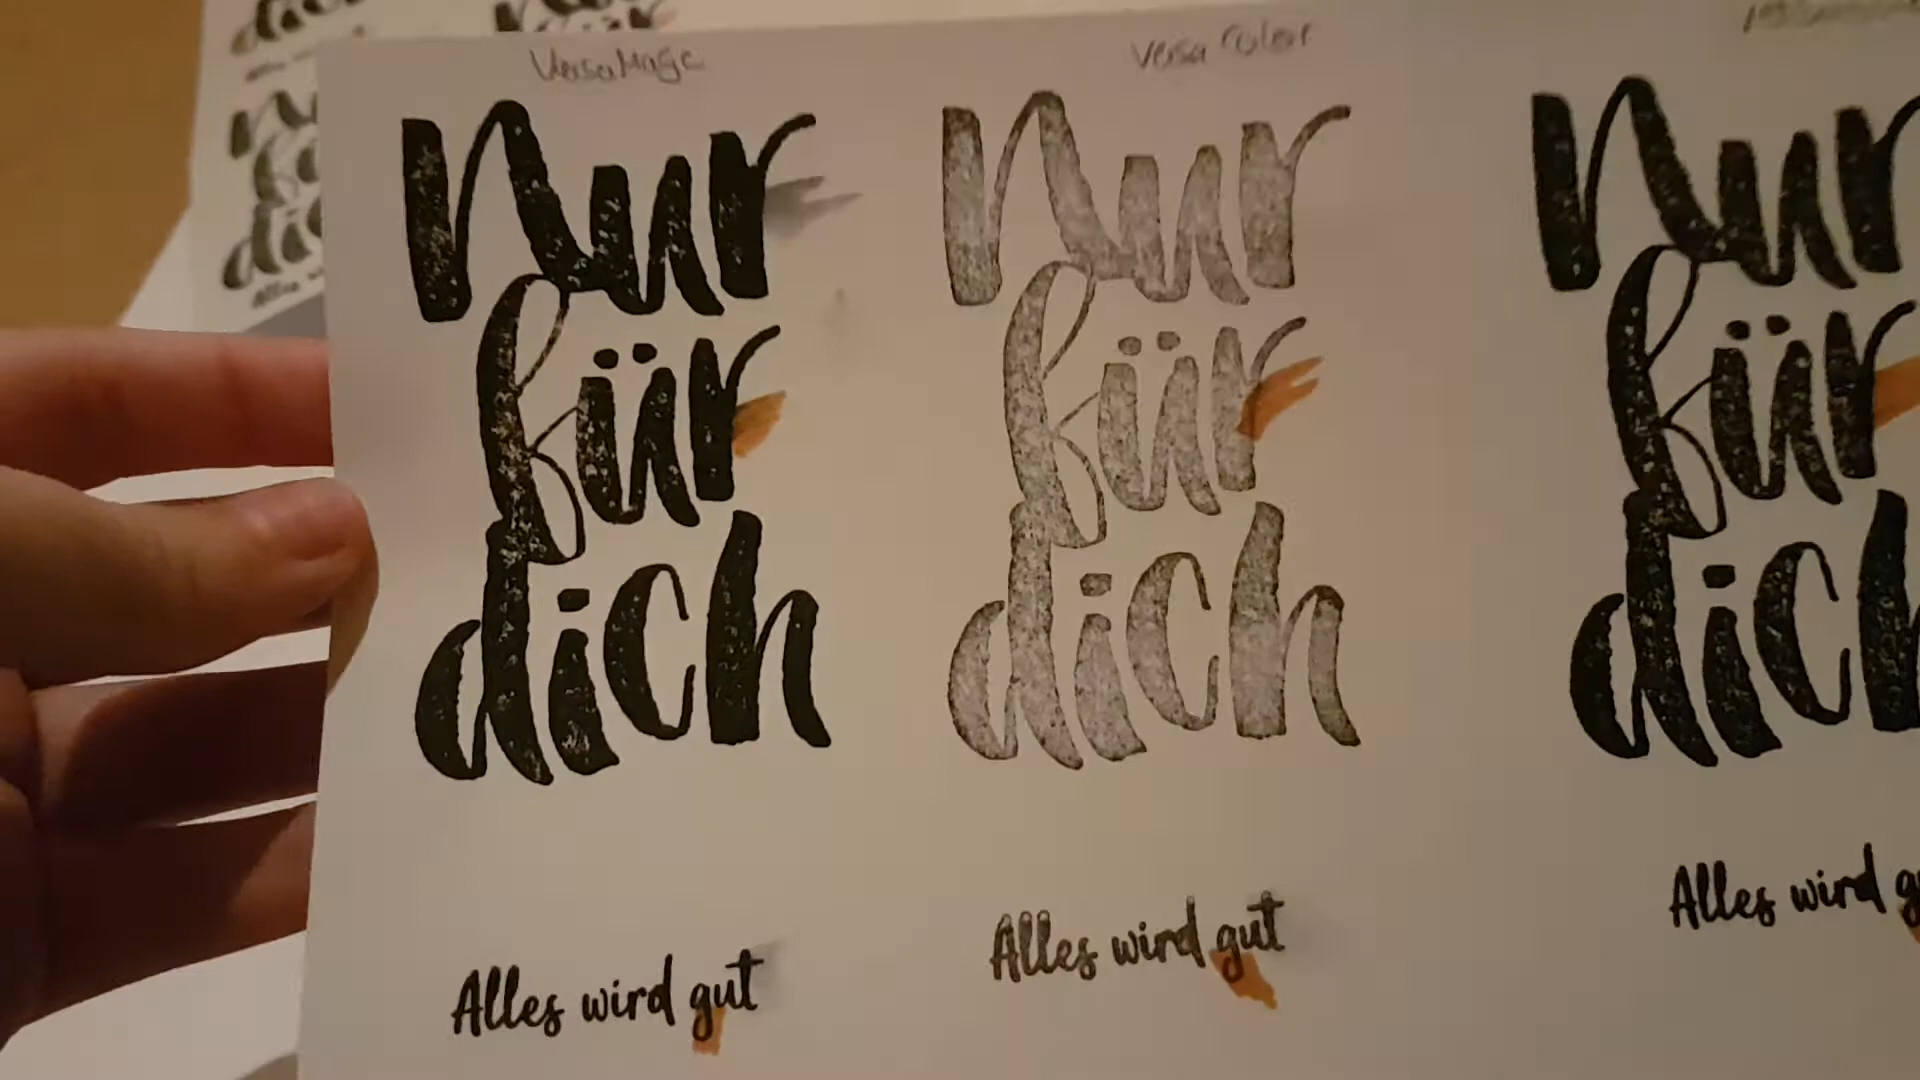 VersaMagic
Nur
für
dich
Alles wird gut
Versa Color
Nur
für
dich
Alles wird gut
Nur
für
dich
Alles wird